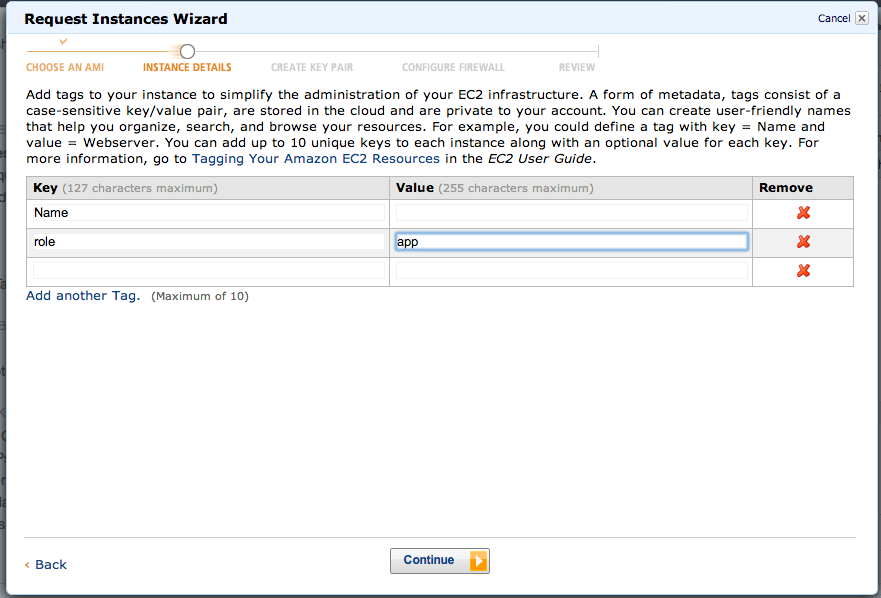 Request Instances Wizard
Cancel
CHOOSE AN AMI INSTANCE DETAILS CREATE KEY PAIR CONFIGURE FIREWALL REVIEW
Add tags to your instance to simplify the administration of your EC2 infrastructure. A form of metadata, tags consist of a
case-sensitive key/value pair, are stored in the cloud and are private to your account. You can create user-friendly names
that help you organize, search, and browse your resources. For example, you could define a tag with key = Name and
value = Webserver. You can add up to 10 unique keys to each instance along with an optional value for each key. For
more information, go to Tagging Your Amazon EC2 Resources in the EC2 User Guide.
Key (127 characters maximum) Value (255 characters maximum) Remove
Name
role app
Add another Tag. (Maximum of 10)
< Back
Continue